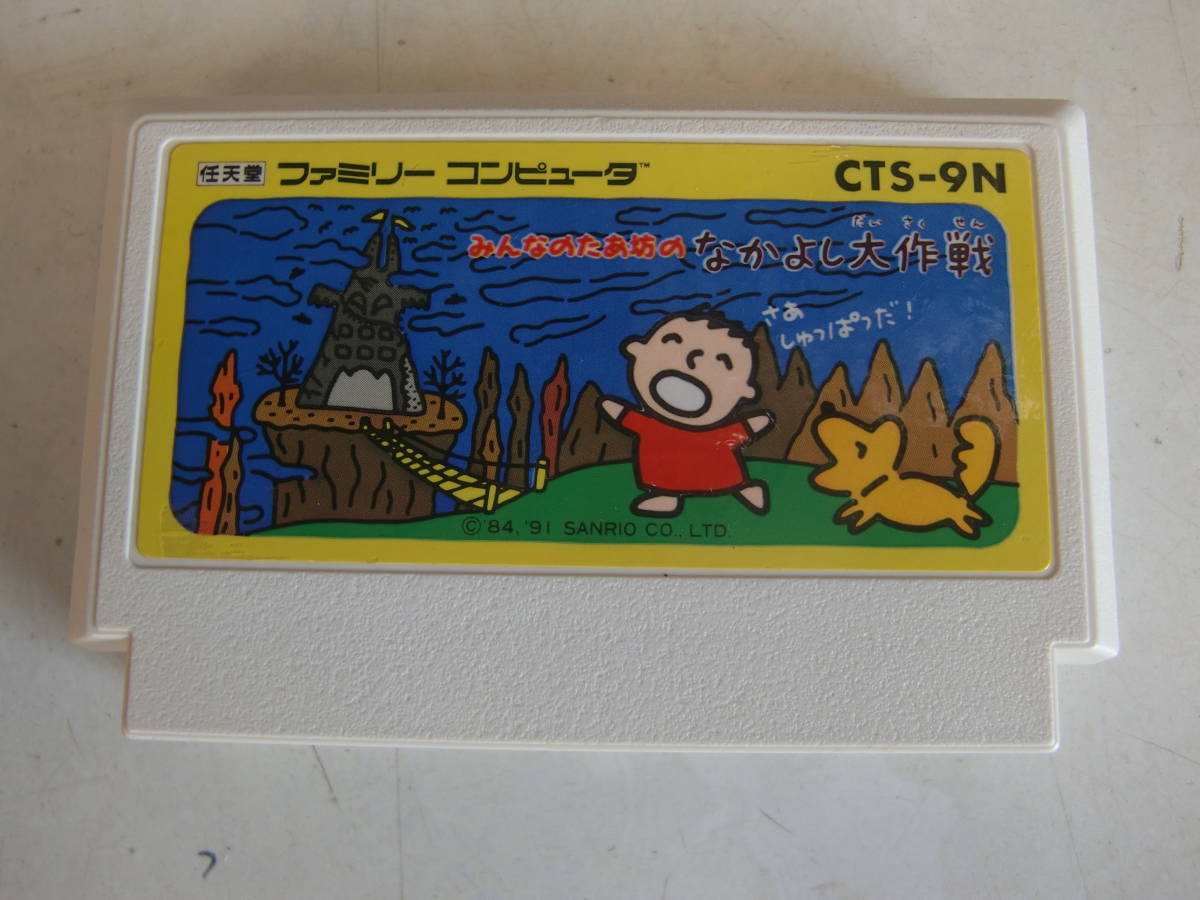 任天堂 ファミリー コンピュータ™ CTS-9N
だい さく せん
みんなのたあ坊の なかよし大作戦
さあ
しゅっぱつだ!
©'84, '91 SANRIO CO., LTD.